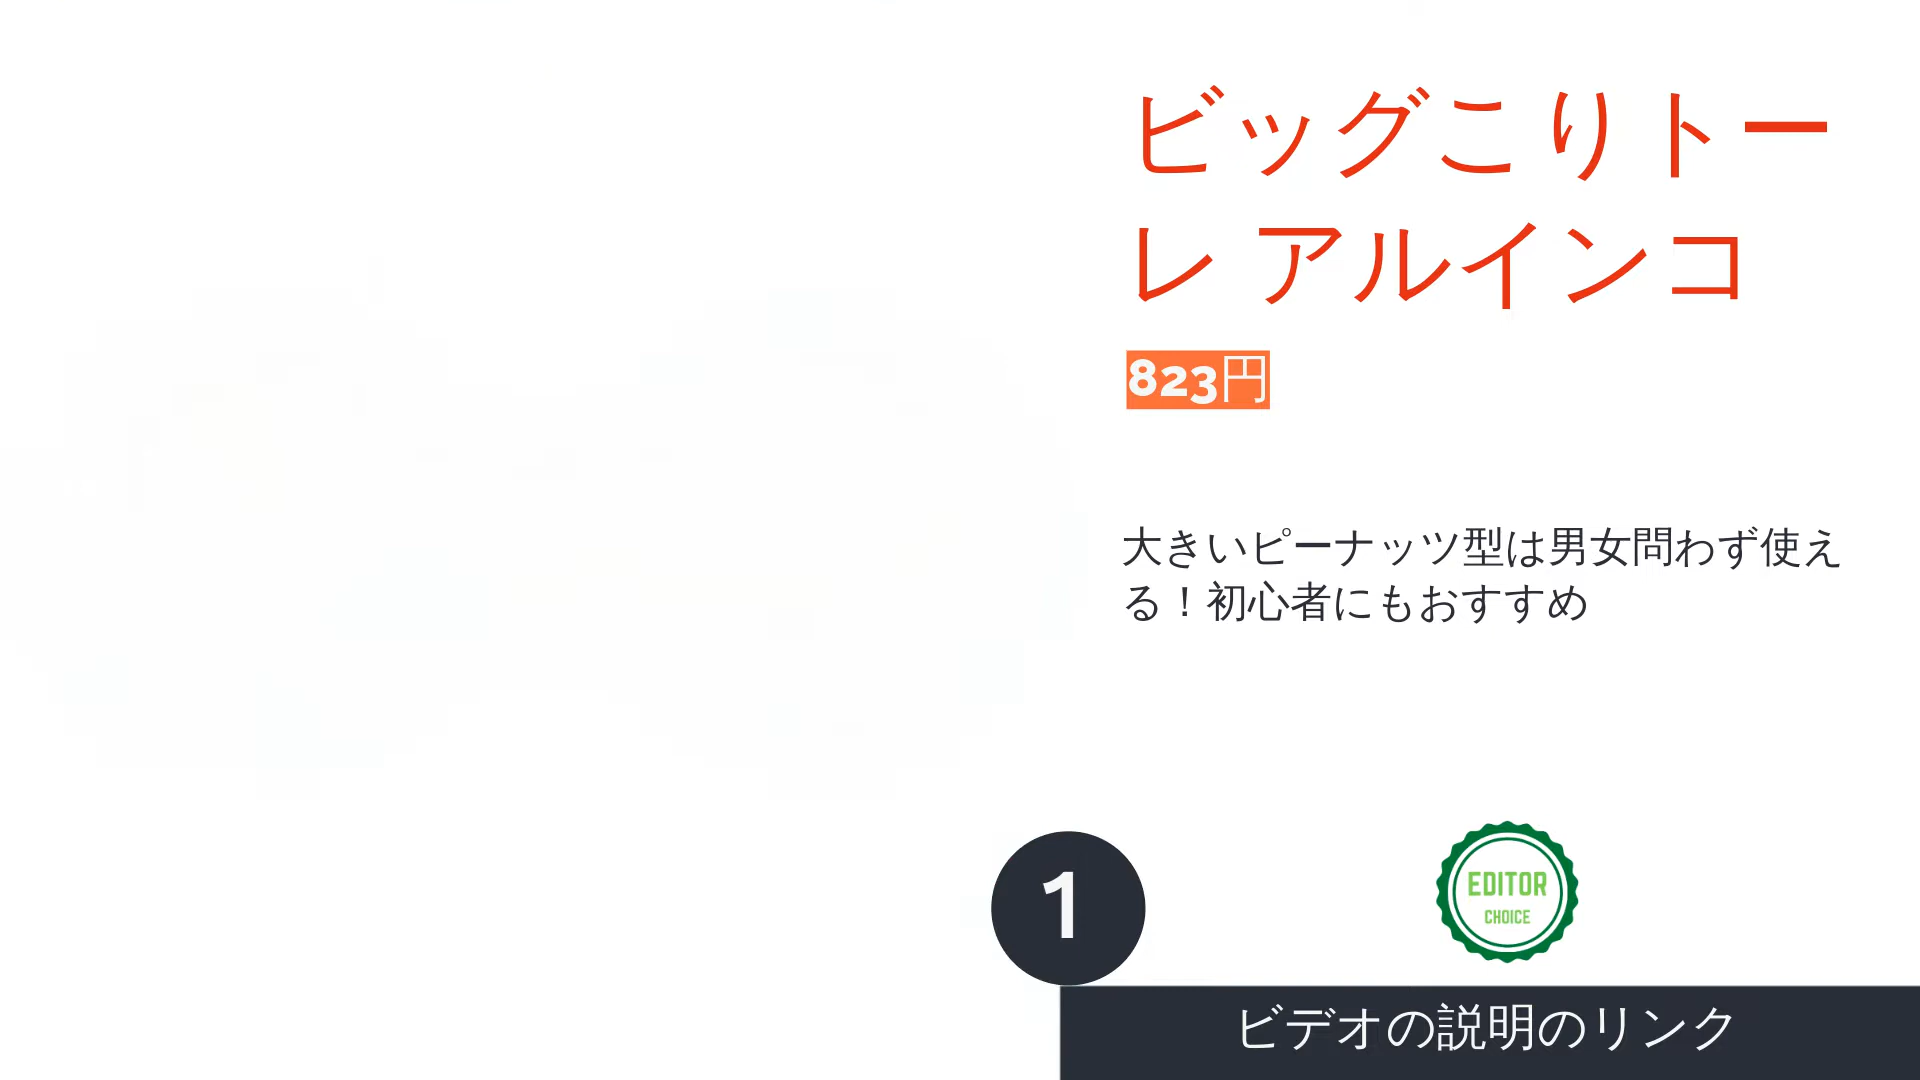 ビッグこりトー
レ アルインコ
823円
大きいピーナッツ型は男女問わず使え
る！初心者にもおすすめ
1
EDITOR
CHOICE
ビデオの説明のリンク